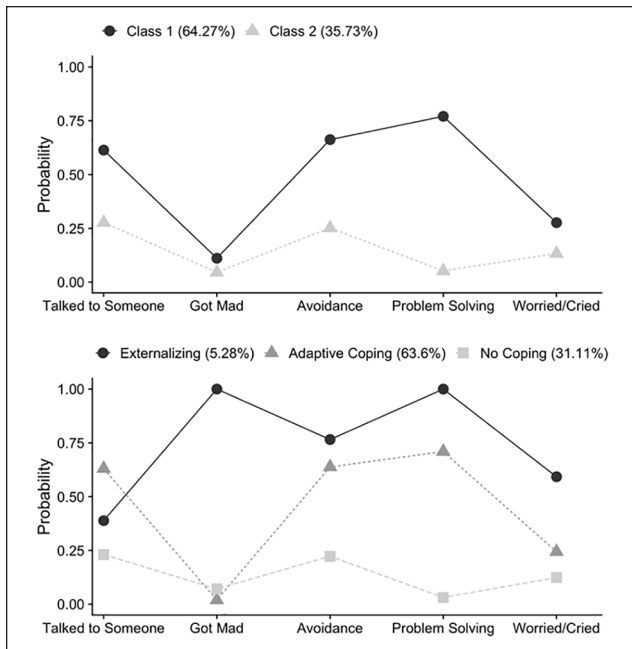 Class 1 (64.27%) Class 2 (35.73%)
1.00
0.75
0.50
0.25
0.00
Probability
Talked to Someone Got Mad Avoidance Problem Solving Worried/Cried
Externalizing (5.28%) Adaptive Coping (63.6%) No Coping (31.11%)
1.00
0.75
0.50
0.25
0.00
Probability
Talked to Someone Got Mad Avoidance Problem Solving Worried/Cried